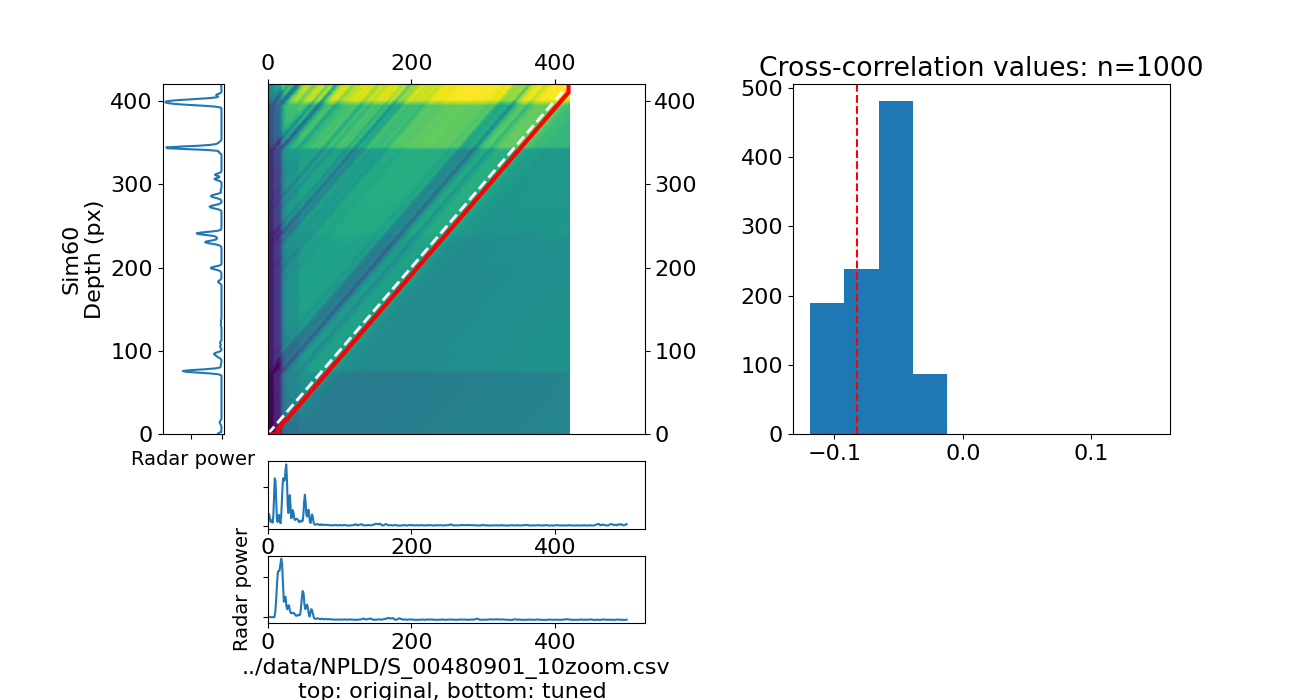 0 200 400
Cross-correlation values: n=1000
400
300
200
100
0
Sim60
Depth (px)
Radar power
400
300
200
100
0
500
400
300
200
100
0
−0.1 0.0 0.1
0 200 400
Radar power
0 200 400
../data/NPLD/S_00480901_10zoom.csv
top: original, bottom: tuned